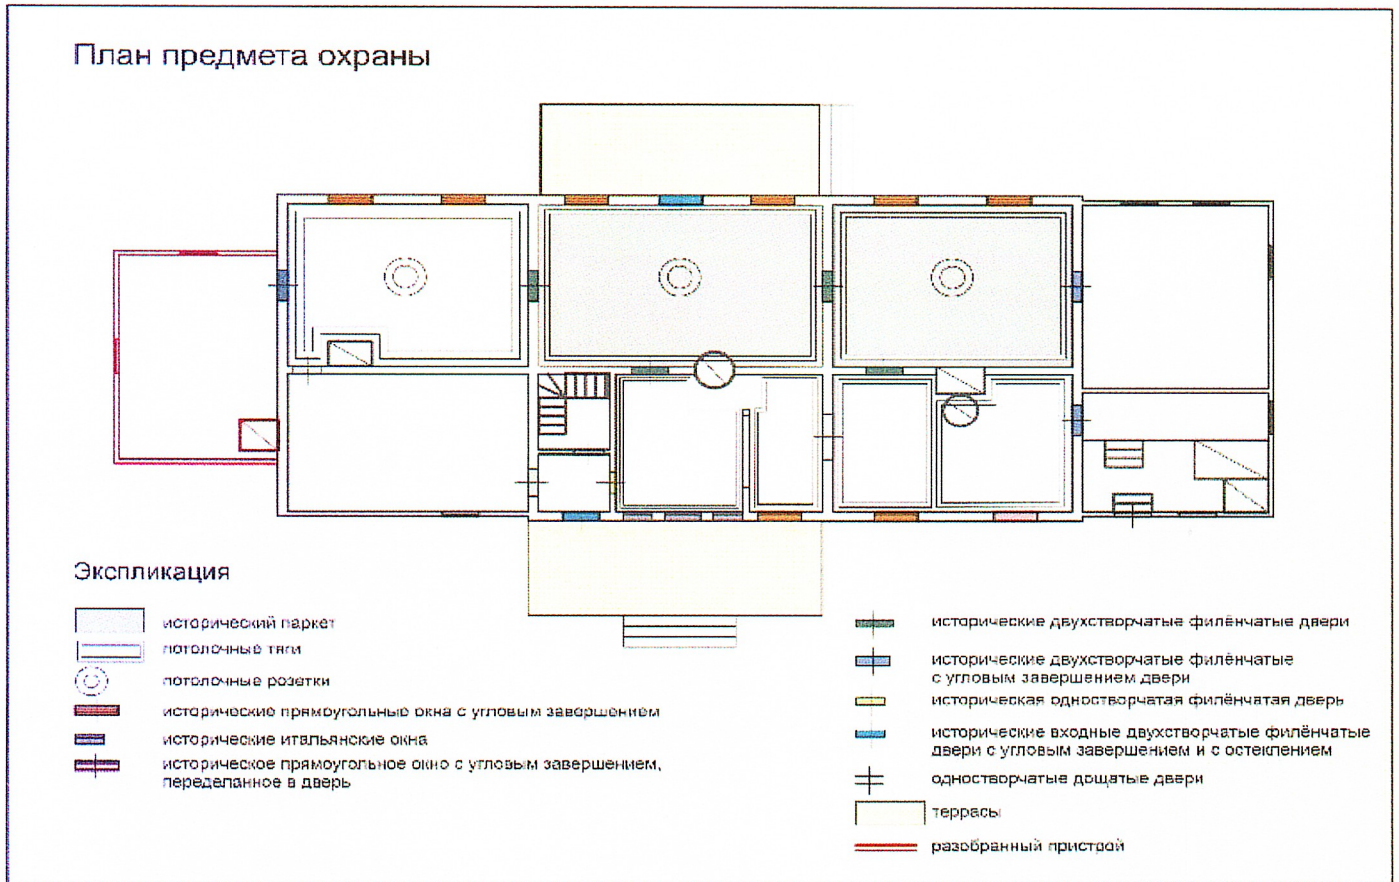 План предмета охраны
Экспликация
исторический паркет
потолочные тяги
потолочные розетки
исторические прямоугольные окна с угловым завершением
исторические итальянские окна
историческое прямоугольное окно с угловым завершением,
переделанное в дверь
исторические двухстворчатые филёнчатые двери
исторические двухстворчатые филёнчатые
с угловым завершением двери
историческая одностворчатая филёнчатая дверь
исторические входные двухстворчатые филёнчатые
двери с угловым завершением и с остеклением
одностворчатые дощатые двери
террасы
разобранный пристрой